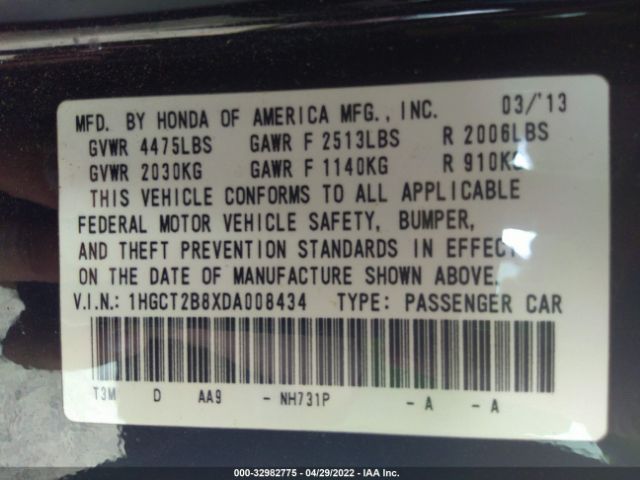 MFD. BY HONDA OF AMERICA MFG., INC. 03/'13
GVWR 4475LBS GAWR F 2513LBS R 2006LBS
GVWR 2030KG GAWR F 1140KG R 910KG
THIS VEHICLE CONFORMS TO ALL APPLICABLE
FEDERAL MOTOR VEHICLE SAFETY, BUMPER,
AND THEFT PREVENTION STANDARDS IN EFFECT
ON THE DATE OF MANUFACTURE SHOWN ABOVE.
V.I.N.: 1HGCT2B8XDA008434 TYPE: PASSENGER CAR
T3M D AA9 - NH731P - A - A
000-32982775 - 04/29/2022 - IAA Inc.